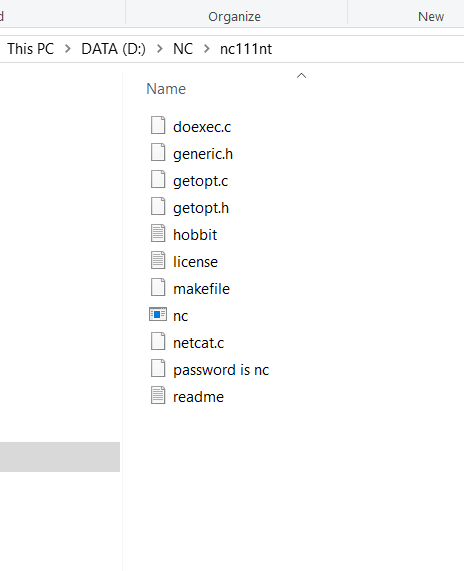 Organize New
This PC > DATA (D:) > NC > nc111nt
Name
doexec.c
generic.h
getopt.c
getopt.h
hobbit
license
makefile
nc
netcat.c
password is nc
readme